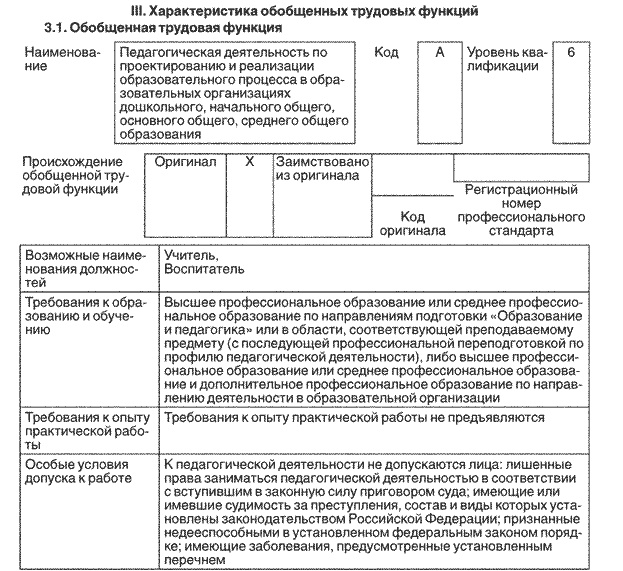 III. Характеристика обобщенных трудовых функций
3.1. Обобщенная трудовая функция
Наименова-
ние
Педагогическая деятельность по
проектированию и реализации
образовательного процесса в обра-
зовательных организациях
дошкольного, начального общего,
основного общего, среднего общего
образования
Код
А
Уровень ква-
лификации
6
Происхождение
обобщенной тру-
довой функции
Оригинал
X
Заимствовано
из оригинала
Код
оригинала
Регистрационный
номер
профессионального
стандарта
Возможные наиме-
нования должнос-
тей
Учитель,
Воспитатель
Требования к обра-
зованию и обуче-
нию
Высшее профессиональное образование или среднее профессио-
нальное образование по направлениям подготовки «Образование
и педагогика» или в области, соответствующей преподаваемому
предмету (с последующей профессиональной переподготовкой по
профилю педагогической деятельности), либо высшее профессио-
нальное образование или среднее профессиональное образова-
ние и дополнительное профессиональное образование по направ-
лению деятельности в образовательной организации
Требования к опыту
практической рабо-
ты
Требования к опыту практической работы не предъявляются
Особые условия
допуска к работе
К педагогической деятельности не допускаются лица: лишенные
права заниматься педагогической деятельностью в соответствии
с вступившим в законную силу приговором суда; имеющие или
имевшие судимость за преступления, состав и виды которых уста-
новлены законодательством Российской Федерации; признанные
недееспособными в установленном федеральным законом поряд-
ке; имеющие заболевания, предусмотренные установленным
перечнем